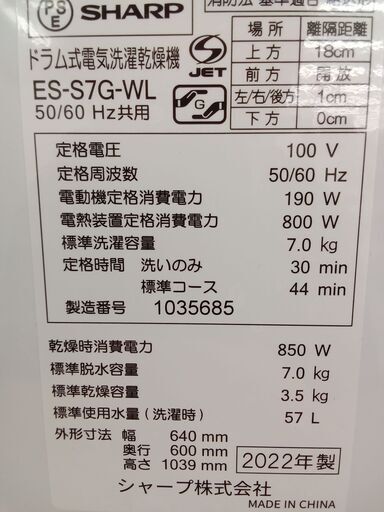 PSE SHARP
ドラム式電気洗濯乾燥機
ES-S7G-WL
50/60 Hz共用
S-JET
G
消防法 基準適合
場所 離隔距離
上方 18cm
前方 開放
左/右/後方 1cm
下方 0cm
定格電圧 100 V
定格周波数 50/60 Hz
電動機定格消費電力 190 W
電熱装置定格消費電力 800 W
標準洗濯容量 7.0 kg
定格時間 洗いのみ 30 min
標準コース 44 min
製造番号 1035685
乾燥時消費電力 850 W
標準脱水容量 7.0 kg
標準乾燥容量 3.5 kg
標準使用水量 (洗濯時) 57 L
外形寸法 幅 640 mm
奥行 600 mm
高さ 1039 mm 2022年製
シャープ株式会社
MADE IN CHINA